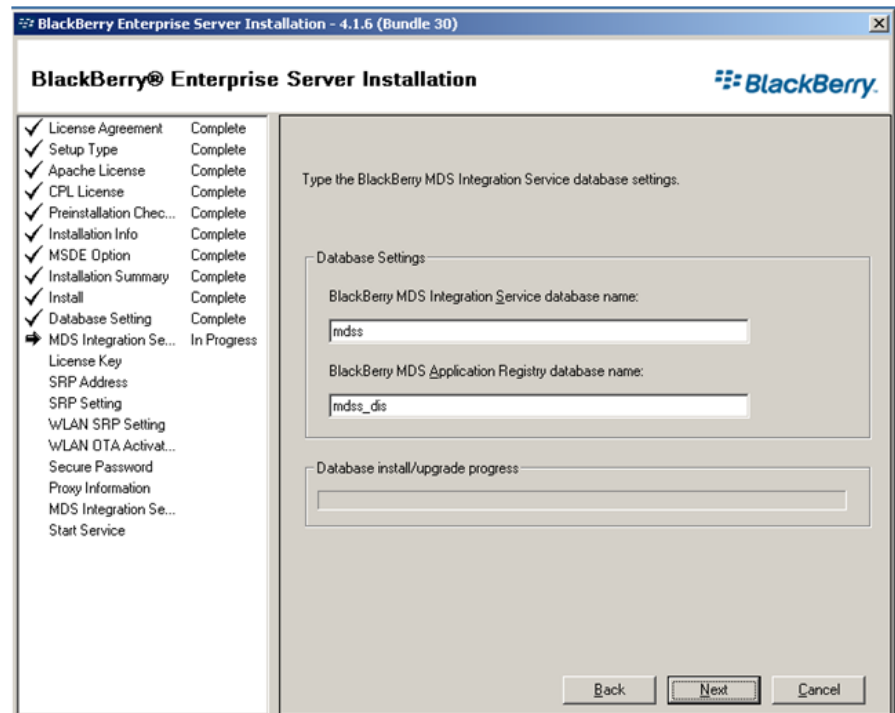 BlackBerry Enterprise Server Installation - 4.1.6 (Bundle 30)
BlackBerry® Enterprise Server Installation
BlackBerry.
License Agreement Complete
Setup Type Complete
Apache License Complete
CPL License Complete
Preinstallation Chec... Complete
Installation Info Complete
MSDE Option Complete
Installation Summary Complete
Install Complete
Database Setting Complete
MDS Integration Se... In Progress
License Key
SRP Address
SRP Setting
WLAN SRP Setting
WLAN OTA Activat...
Secure Password
Proxy Information
MDS Integration Se...
Start Service
Type the BlackBerry MDS Integration Service database settings.
Database Settings
BlackBerry MDS Integration Service database name:
mdss
BlackBerry MDS Application Registry database name:
mdss_dis
Database install/upgrade progress
Back Next Cancel